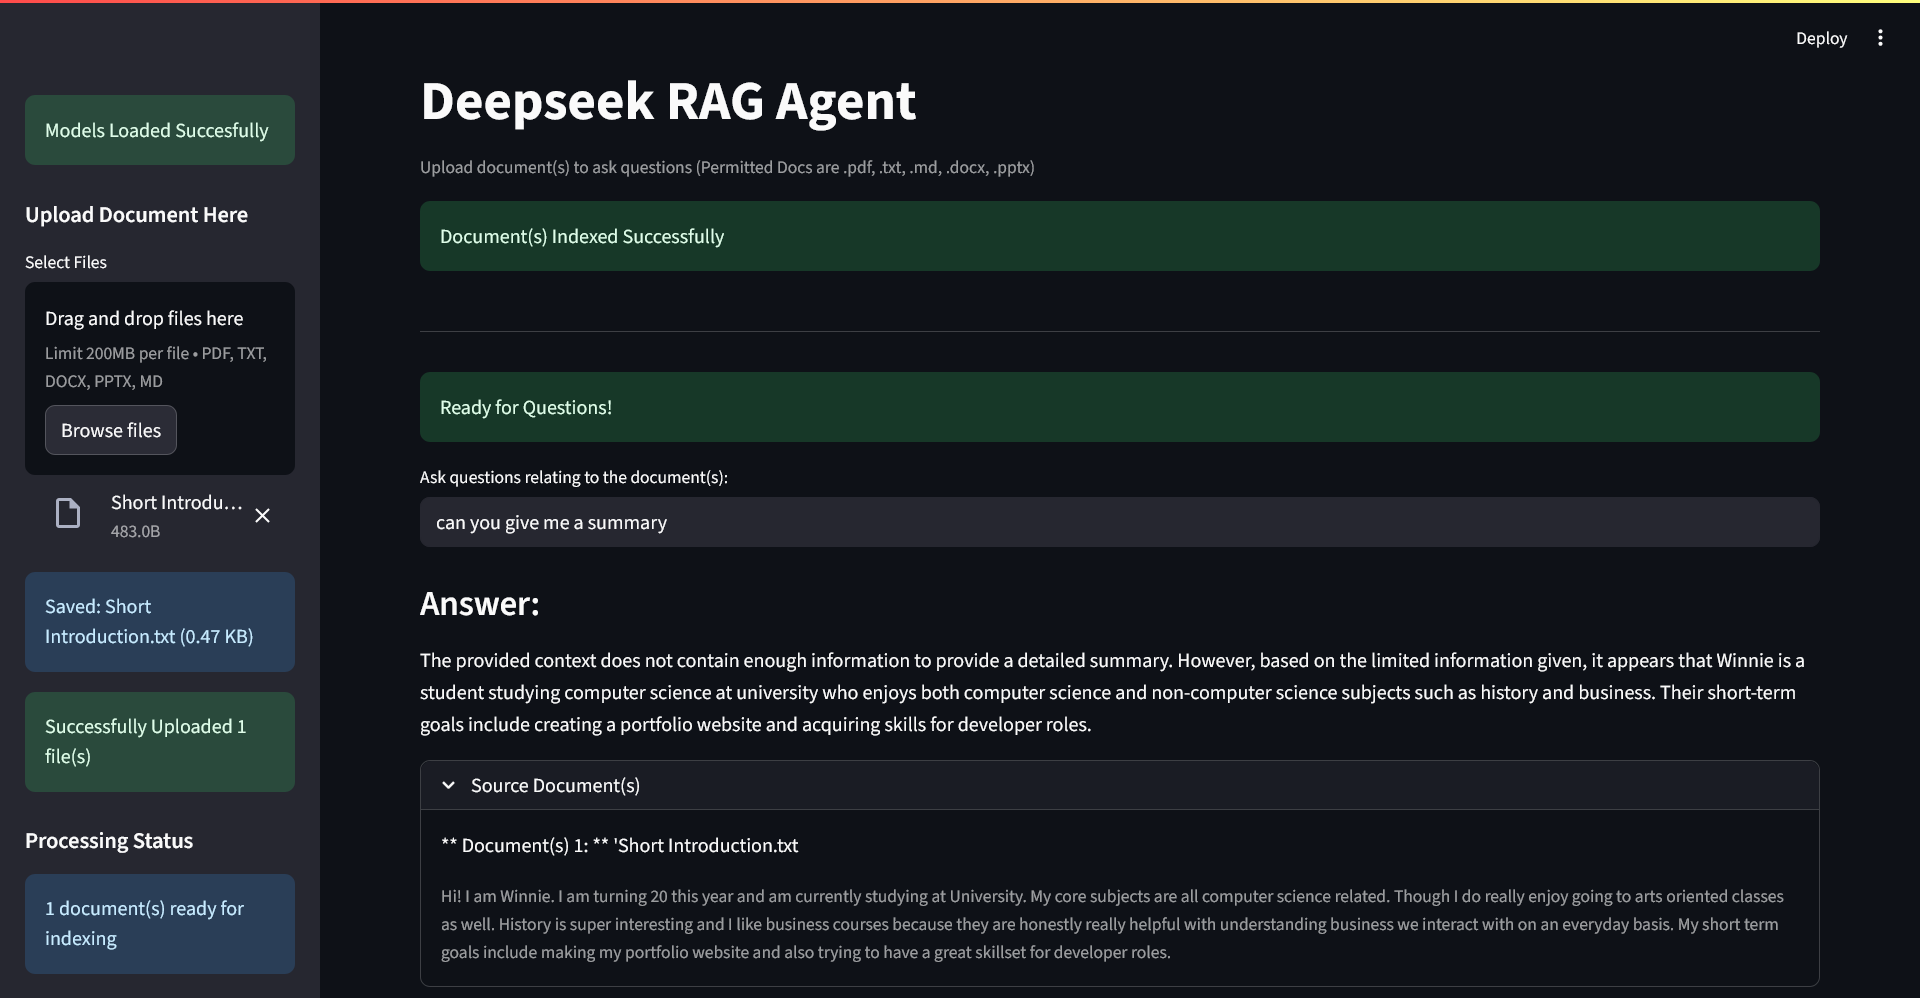 Deploy
Models Loaded Succesfully
Upload Document Here
Select Files
Drag and drop files here
Limit 200MB per file • PDF, TXT,
DOCX, PPTX, MD
Browse files
Short Introdu...
483.0B
Saved: Short
Introduction.txt (0.47 KB)
Successfully Uploaded 1
file(s)
Processing Status
1 document(s) ready for
indexing
Deepseek RAG Agent
Upload document(s) to ask questions (Permitted Docs are .pdf, .txt, .md, .docx, .pptx)
Document(s) Indexed Successfully
Ready for Questions!
Ask questions relating to the document(s):
can you give me a summary
Answer:
The provided context does not contain enough information to provide a detailed summary. However, based on the limited information given, it appears that Winnie is a
student studying computer science at university who enjoys both computer science and non-computer science subjects such as history and business. Their short-term
goals include creating a portfolio website and acquiring skills for developer roles.
Source Document(s)
** Document(s) 1: ** 'Short Introduction.txt
Hi! I am Winnie. I am turning 20 this year and am currently studying at University. My core subjects are all computer science related. Though I do really enjoy going to arts oriented classes
as well. History is super interesting and I like business courses because they are honestly really helpful with understanding business we interact with on an everyday basis. My short term
goals include making my portfolio website and also trying to have a great skillset for developer roles.